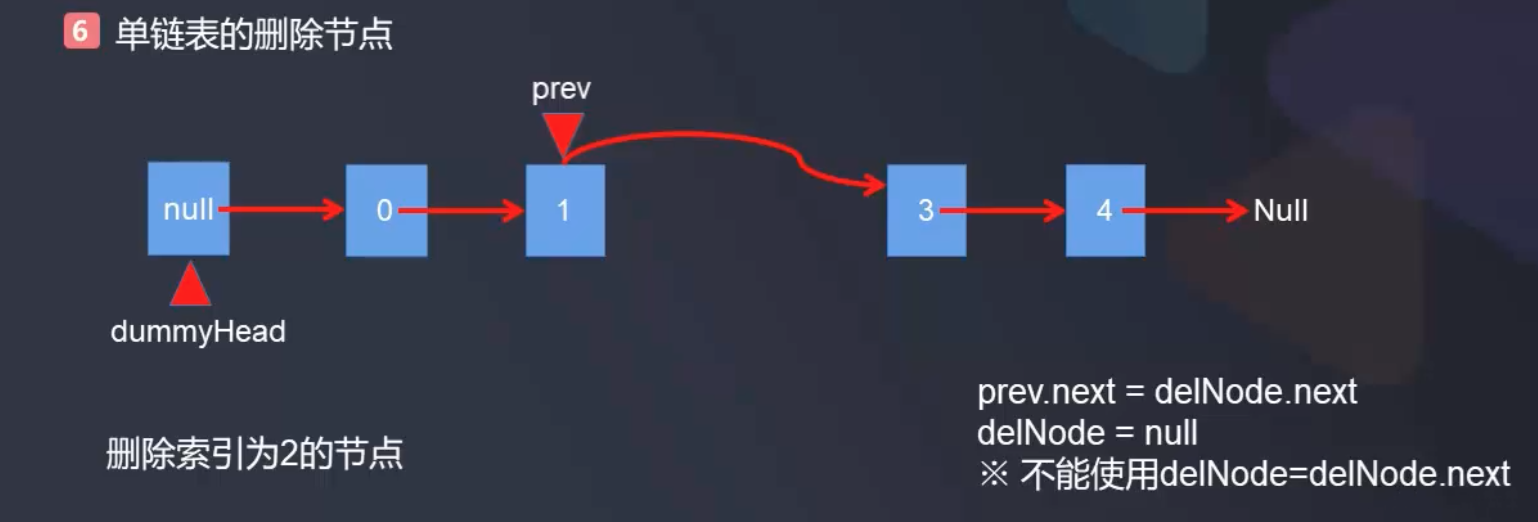 6 单链表的删除节点
prev
null 0 1 3 4 Null
dummyHead
prev.next = delNode.next
delNode = null
删除索引为2的节点
※ 不能使用delNode=delNode.next